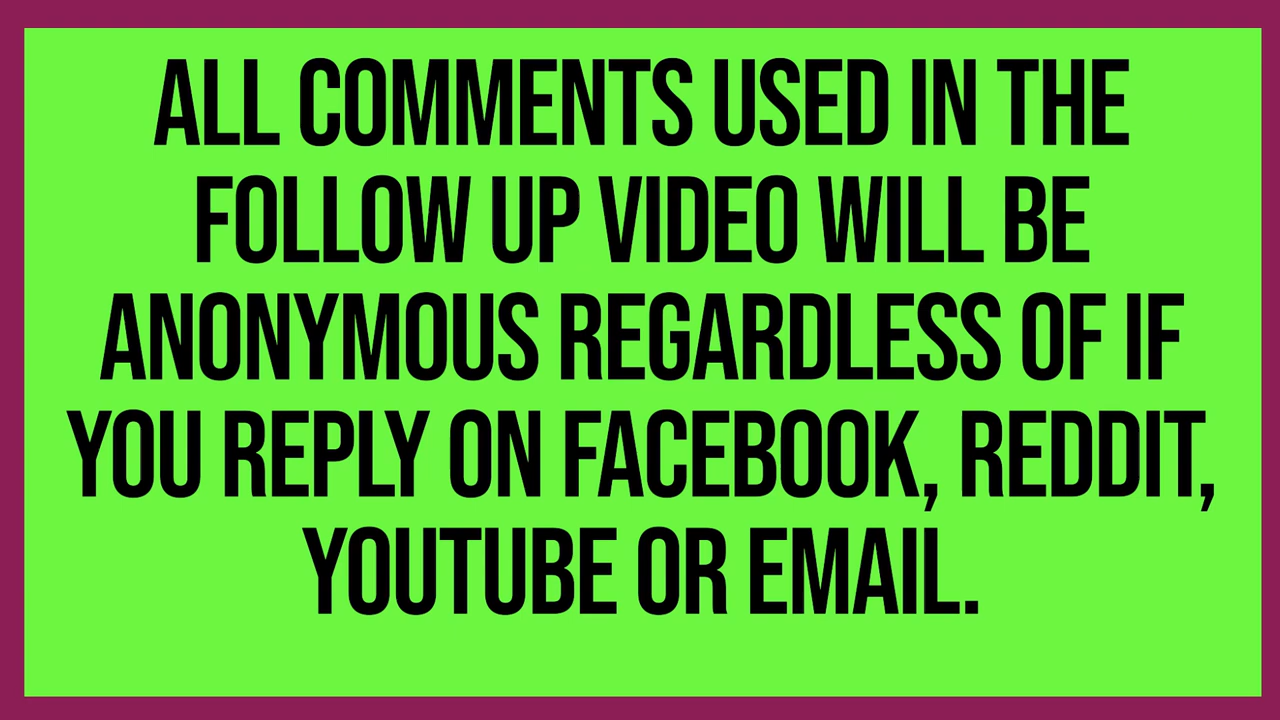 ALL COMMENTS USED IN THE
FOLLOW UP VIDEO WILL BE
ANONYMOUS REGARDLESS OF IF
YOU REPLY ON FACEBOOK, REDDIT,
YOUTUBE OR EMAIL.